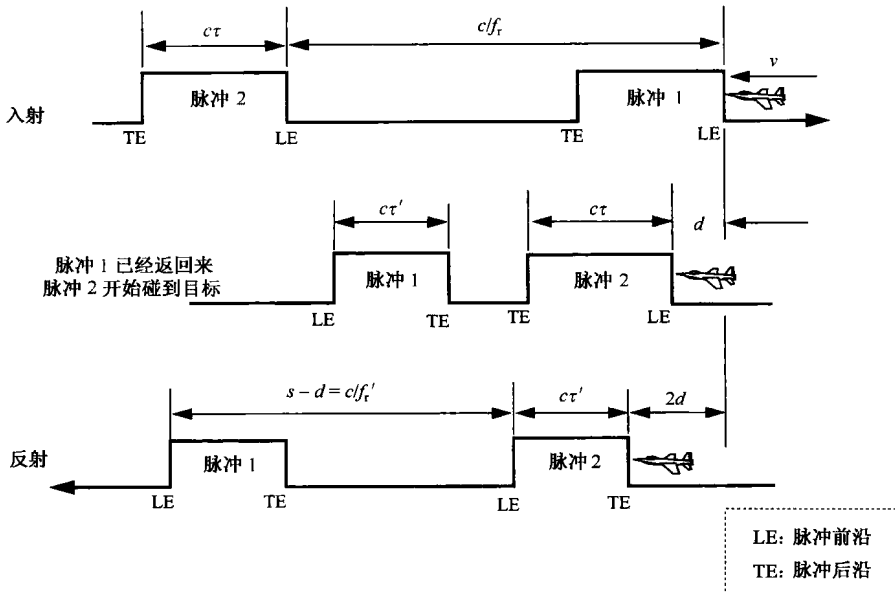 cτ
c/f_r
v
脉冲 2
脉冲 1
入射
TE
LE
TE
LE
cτ′
cτ
d
脉冲 1 已经返回来
脉冲 2 开始碰到目标
脉冲 1
脉冲 2
LE
TE
TE
LE
s − d = c/f_r′
cτ′
2d
反射
脉冲 1
脉冲 2
LE
TE
LE
TE
LE: 脉冲前沿
TE: 脉冲后沿